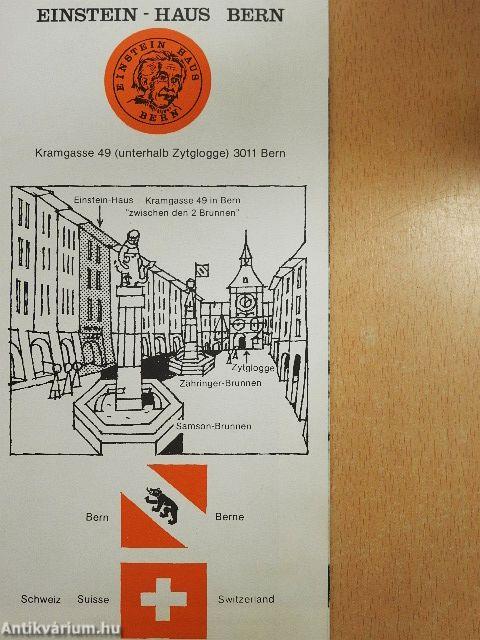 EINSTEIN - HAUS BERN
EINSTEIN HAUS
BERN
Kramgasse 49 (unterhalb Zytglogge) 3011 Bern
Einstein-Haus Kramgasse 49 in Bern
"zwischen den 2 Brunnen"
Zytglogge
Zähringer-Brunnen
Samson-Brunnen
Bern Berne
Schweiz Suisse Switzerland
Antikvárium.hu